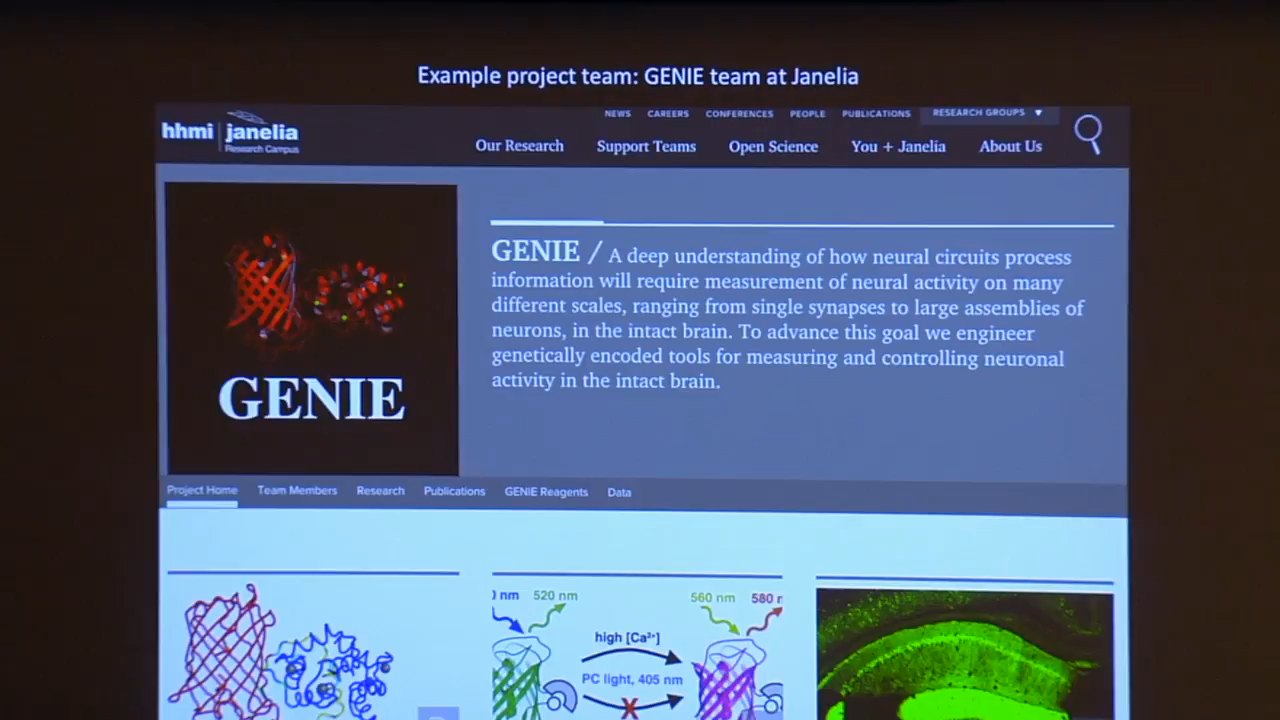 Example project team: GENIE team at Janelia
NEWS CAREERS CONFERENCES PEOPLE PUBLICATIONS RESEARCH GROUPS
hhmi janelia
Research Campus
Our Research Support Teams Open Science You + Janelia About Us
GENIE / A deep understanding of how neural circuits process
information will require measurement of neural activity on many
different scales, ranging from single synapses to large assemblies of
neurons, in the intact brain. To advance this goal we engineer
genetically encoded tools for measuring and controlling neuronal
activity in the intact brain.
GENIE
Project Home Team Members Research Publications GENIE Reagents Data
0 nm 520 nm 560 nm 580
high [Ca²⁺]
PC light, 405 nm